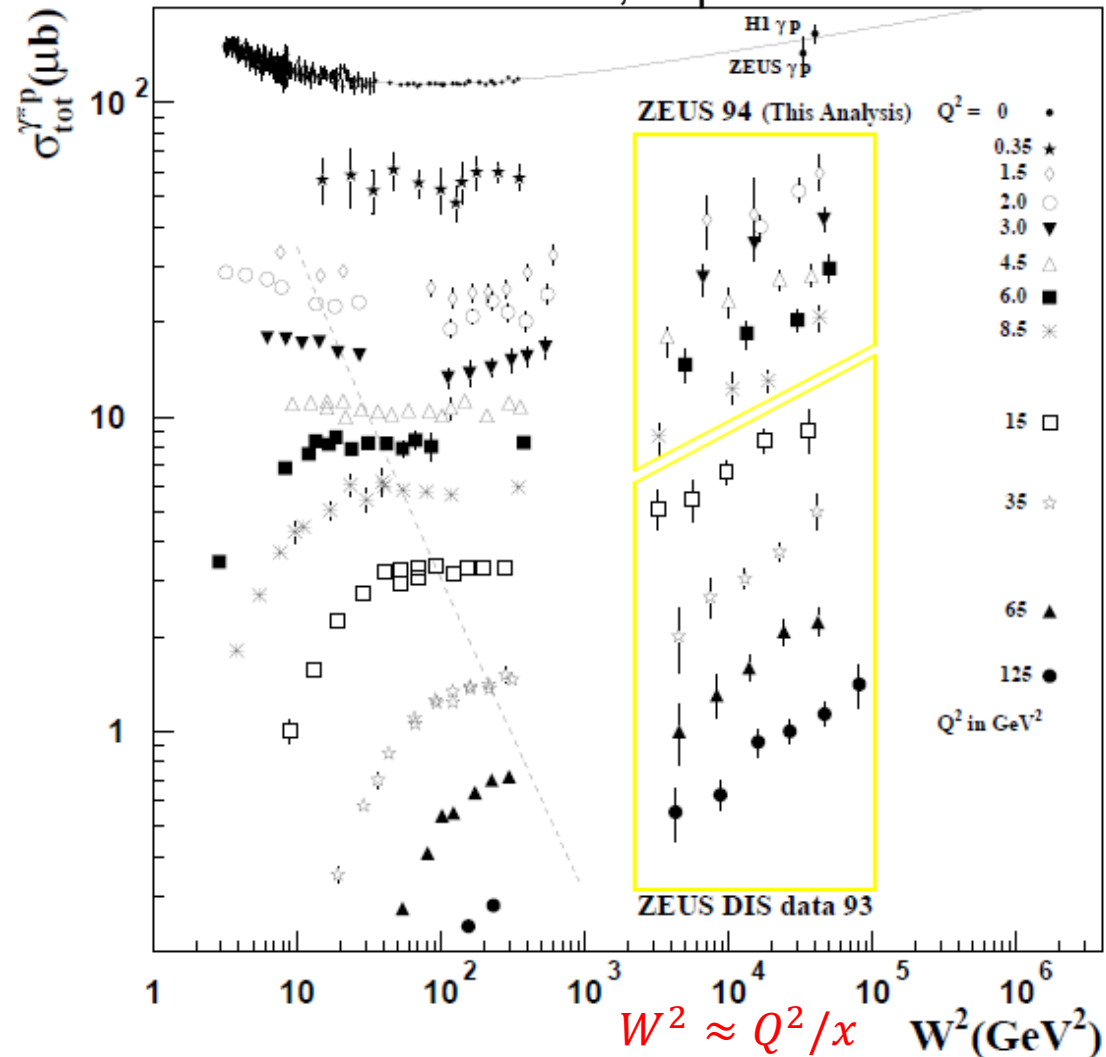 H1 γ p
ZEUS γ p
σ_tot^{γ*p}(μb)
10²
10
1
ZEUS 94 (This Analysis) Q² = 0
0.35
1.5
2.0
3.0
4.5
6.0
8.5
15
35
65
125
Q² in GeV²
ZEUS DIS data 93
1 10 10² 10³ 10⁴ 10⁵ 10⁶
W² ≈ Q²/x W²(GeV²)